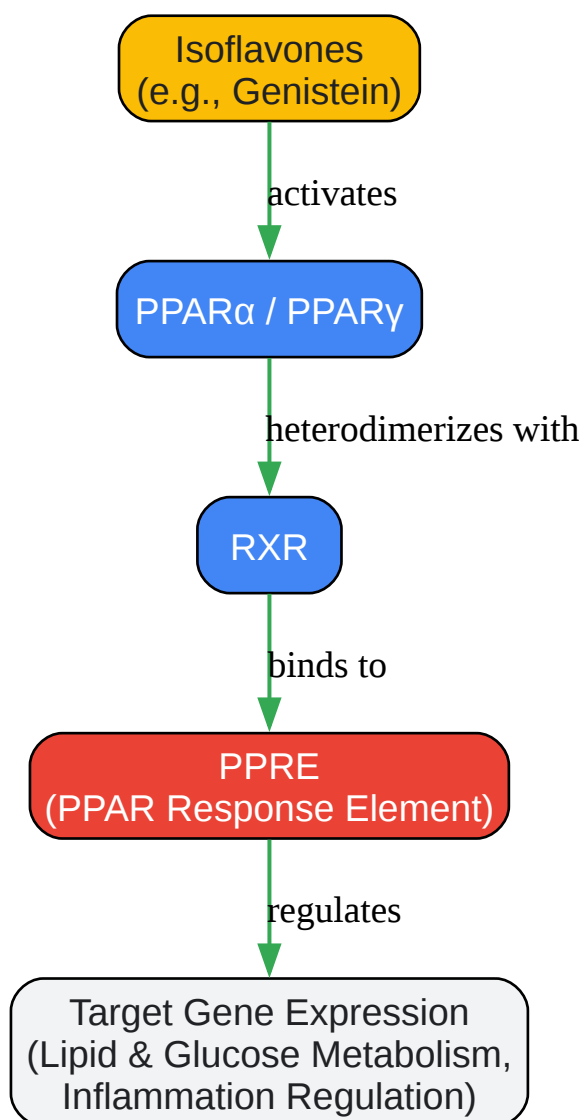 Isoflavones
(e.g., Genistein)
activates
PPARα / PPARγ
heterodimerizes with
RXR
binds to
PPRE
(PPAR Response Element)
regulates
Target Gene Expression
(Lipid & Glucose Metabolism,
Inflammation Regulation)